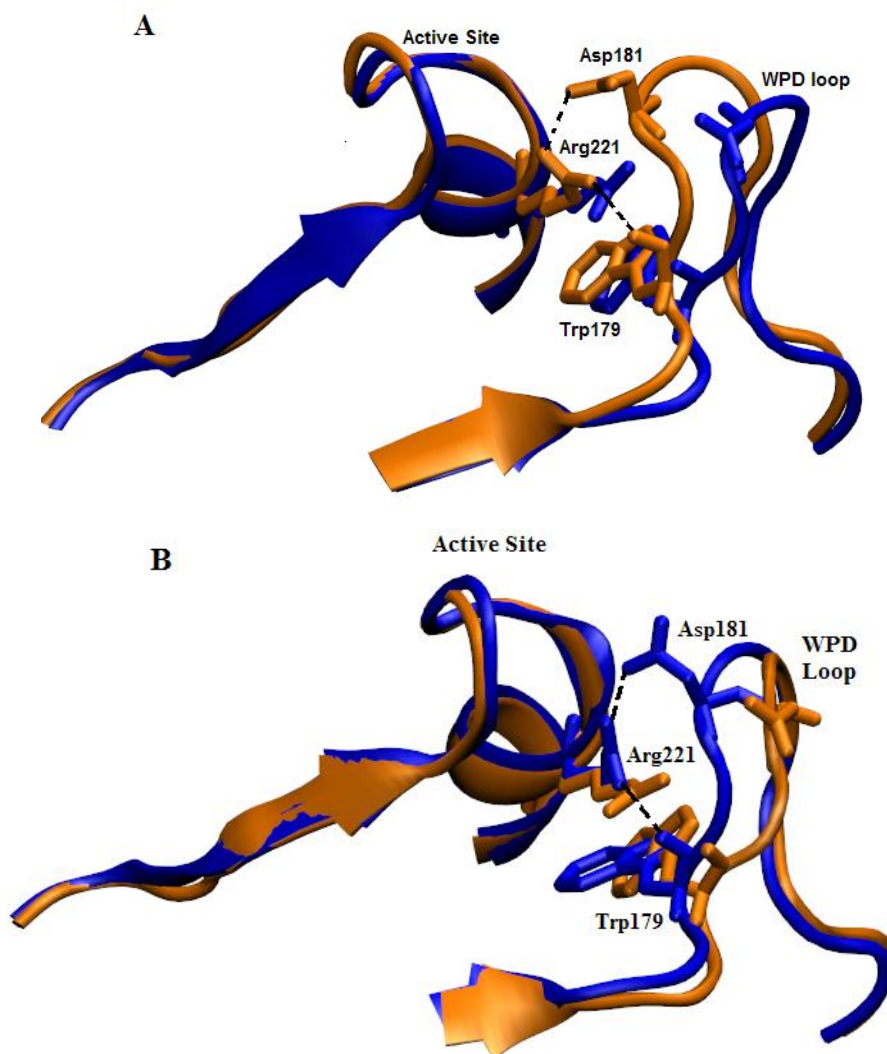 A
Active Site
Asp181
WPD loop
Arg221
Trp179
B
Active Site
Asp181
WPD
Loop
Arg221
Trp179